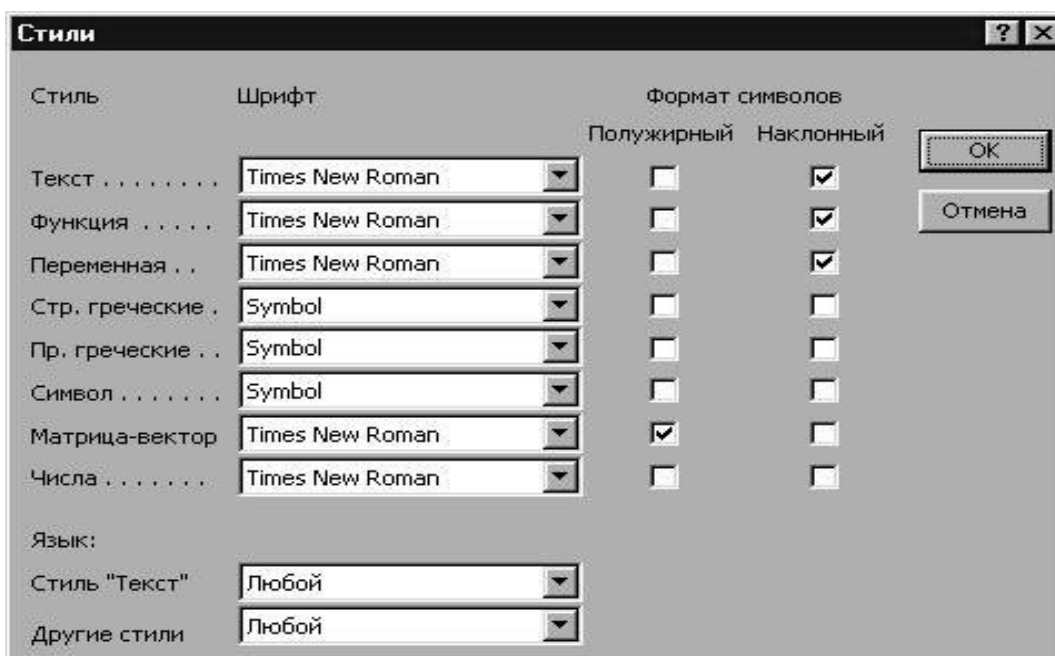 Стили
Стиль Шрифт Формат символов
Полужирный Наклонный
OK
Текст . . . . . . . . Times New Roman
Отмена
Функция . . . . . Times New Roman
Переменная . . Times New Roman
Стр. греческие . Symbol
Пр. греческие . . Symbol
Символ . . . . . . . Symbol
Матрица-вектор Times New Roman
Числа . . . . . . . Times New Roman
Язык:
Стиль "Текст" Любой
Другие стили Любой